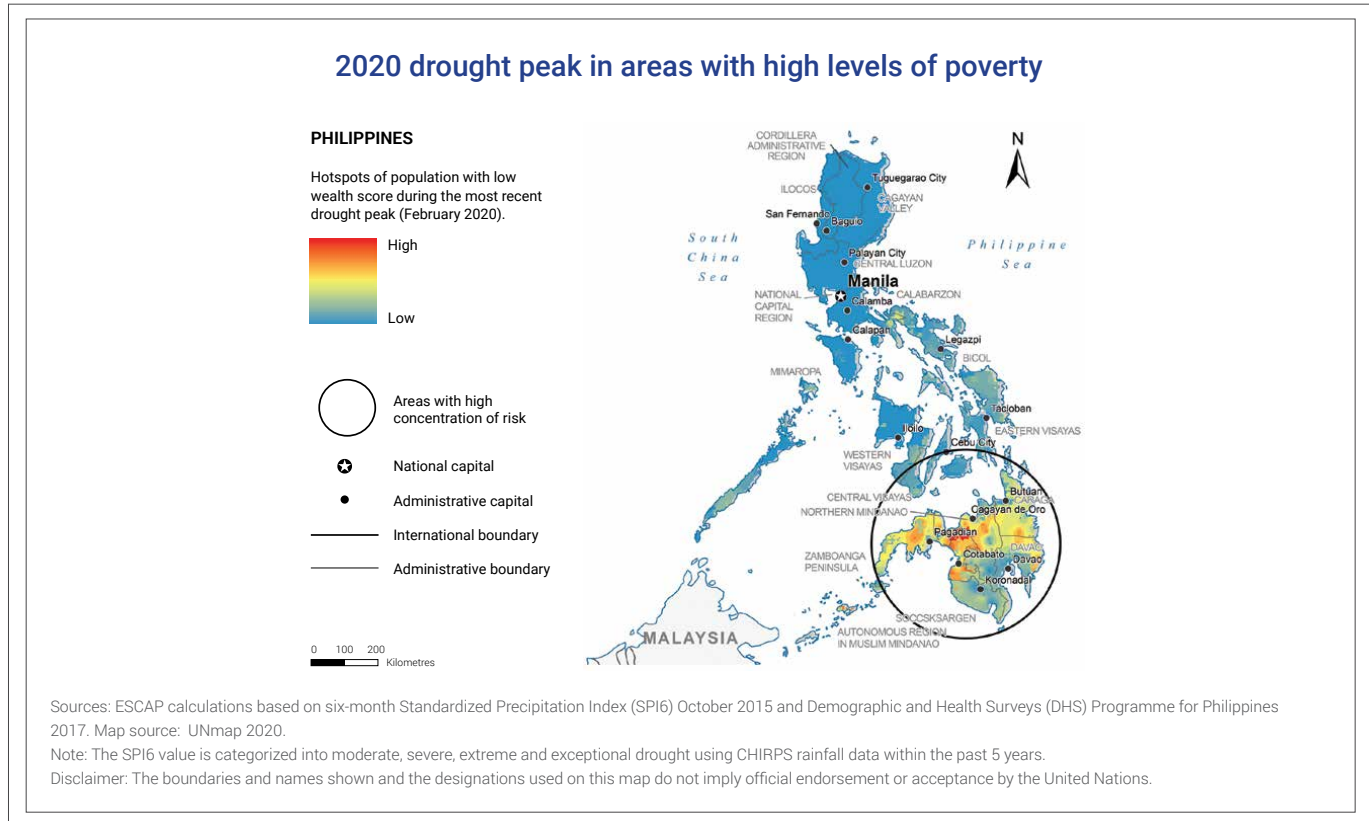 2020 drought peak in areas with high levels of poverty
PHILIPPINES
Hotspots of population with low
wealth score during the most recent
drought peak (February 2020).
High
Low
Areas with high
concentration of risk
National capital
Administrative capital
International boundary
Administrative boundary
0 100 200
Kilometres
N
CORDILLERA
ADMINISTRATIVE
REGION
Tuguegarao City
ILOCOS
CAGAYAN
VALLEY
San Fernando
Baguio
South
China
Sea
Philippine
Sea
Palayan City
CENTRAL LUZON
Manila
NATIONAL
CAPITAL
REGION
CALABARZON
Calamba
Calapan
Legazpi
BICOL
MIMAROPA
Tacloban
EASTERN VISAYAS
Iloilo
Cebu City
WESTERN
VISAYAS
CENTRAL VISAYAS
Butuan
CARAGA
NORTHERN MINDANAO
Cagayan de Oro
Pagadian
DAVAO
ZAMBOANGA
PENINSULA
Cotabato
Davao
Koronadal
SOCCSKSARGEN
AUTONOMOUS REGION
IN MUSLIM MINDANAO
MALAYSIA
Sources: ESCAP calculations based on six-month Standardized Precipitation Index (SPI6) October 2015 and Demographic and Health Surveys (DHS) Programme for Philippines
2017. Map source: UNmap 2020.
Note: The SPI6 value is categorized into moderate, severe, extreme and exceptional drought using CHIRPS rainfall data within the past 5 years.
Disclaimer: The boundaries and names shown and the designations used on this map do not imply official endorsement or acceptance by the United Nations.